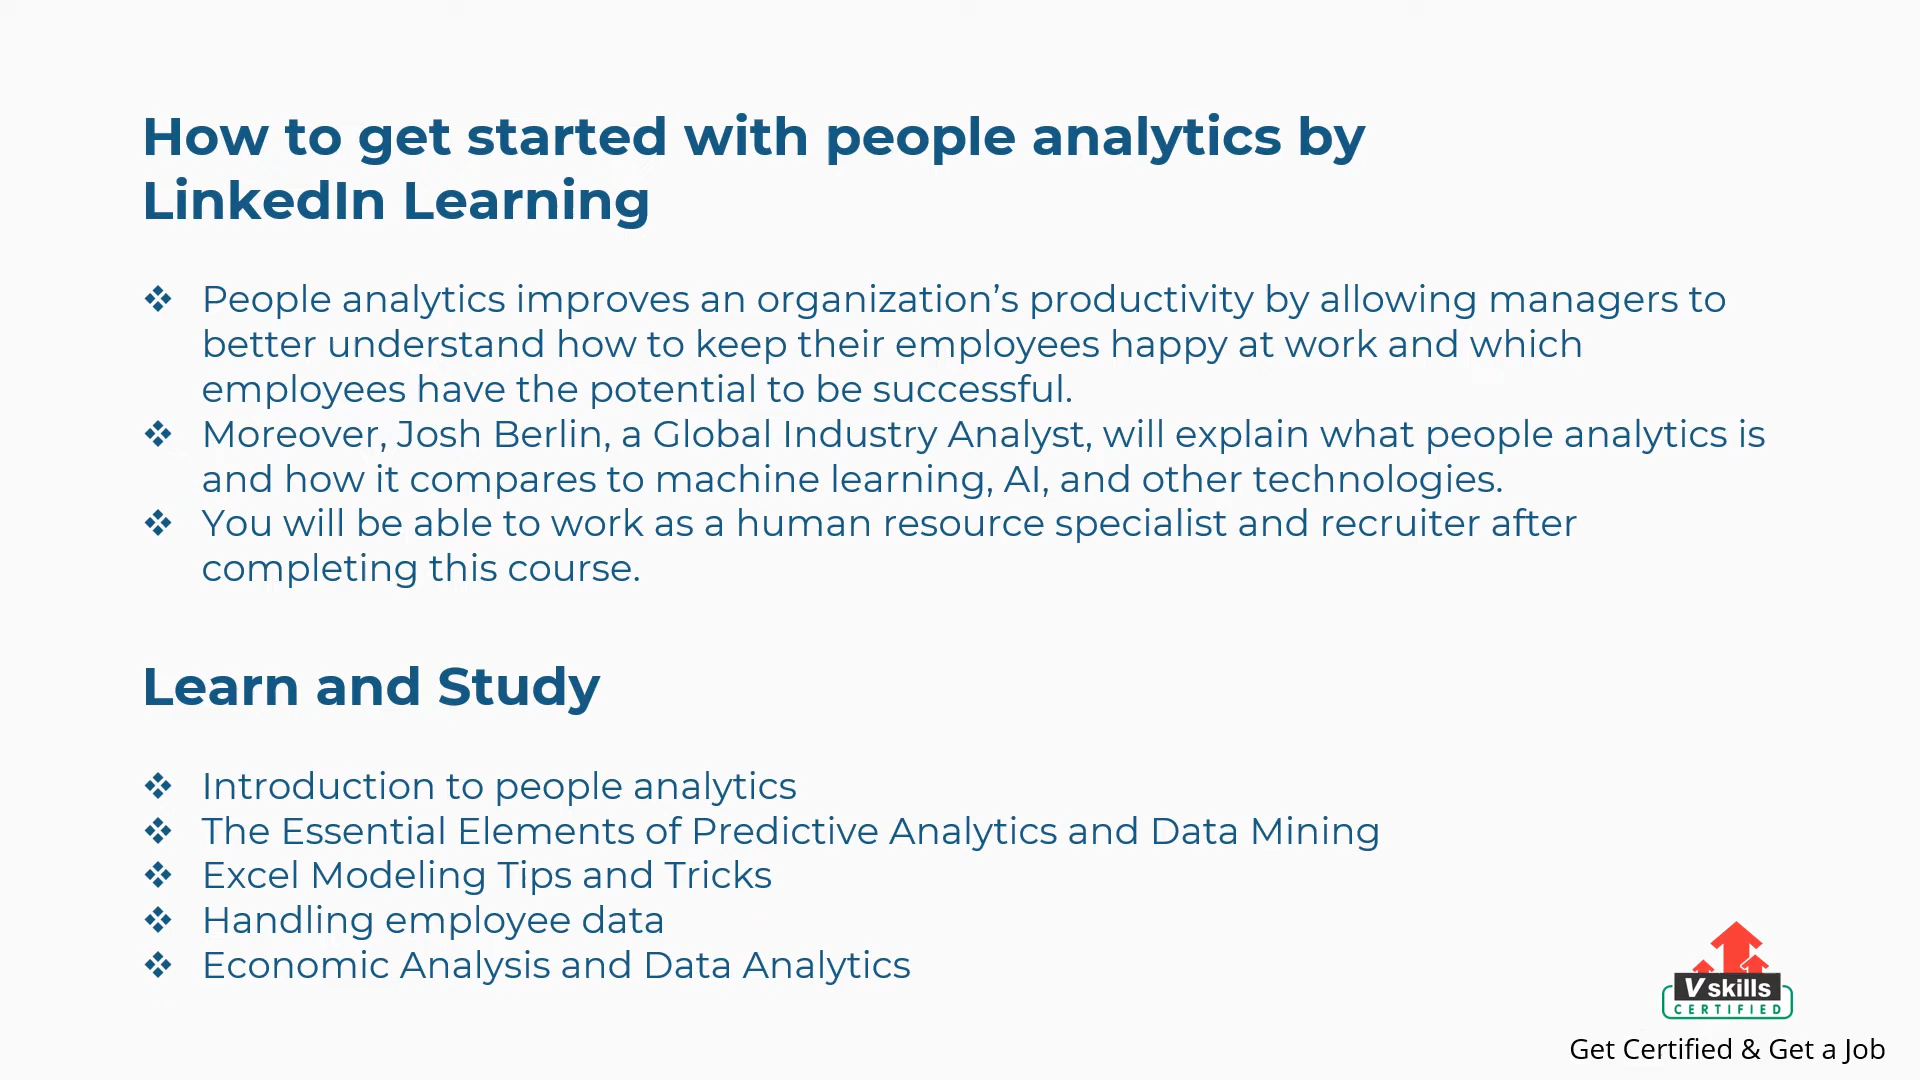 How to get started with people analytics by
LinkedIn Learning
❖ People analytics improves an organization’s productivity by allowing managers to
better understand how to keep their employees happy at work and which
employees have the potential to be successful.
❖ Moreover, Josh Berlin, a Global Industry Analyst, will explain what people analytics is
and how it compares to machine learning, AI, and other technologies.
❖ You will be able to work as a human resource specialist and recruiter after
completing this course.
Learn and Study
❖ Introduction to people analytics
❖ The Essential Elements of Predictive Analytics and Data Mining
❖ Excel Modeling Tips and Tricks
❖ Handling employee data
❖ Economic Analysis and Data Analytics
Vskills
CERTIFIED
Get Certified & Get a Job